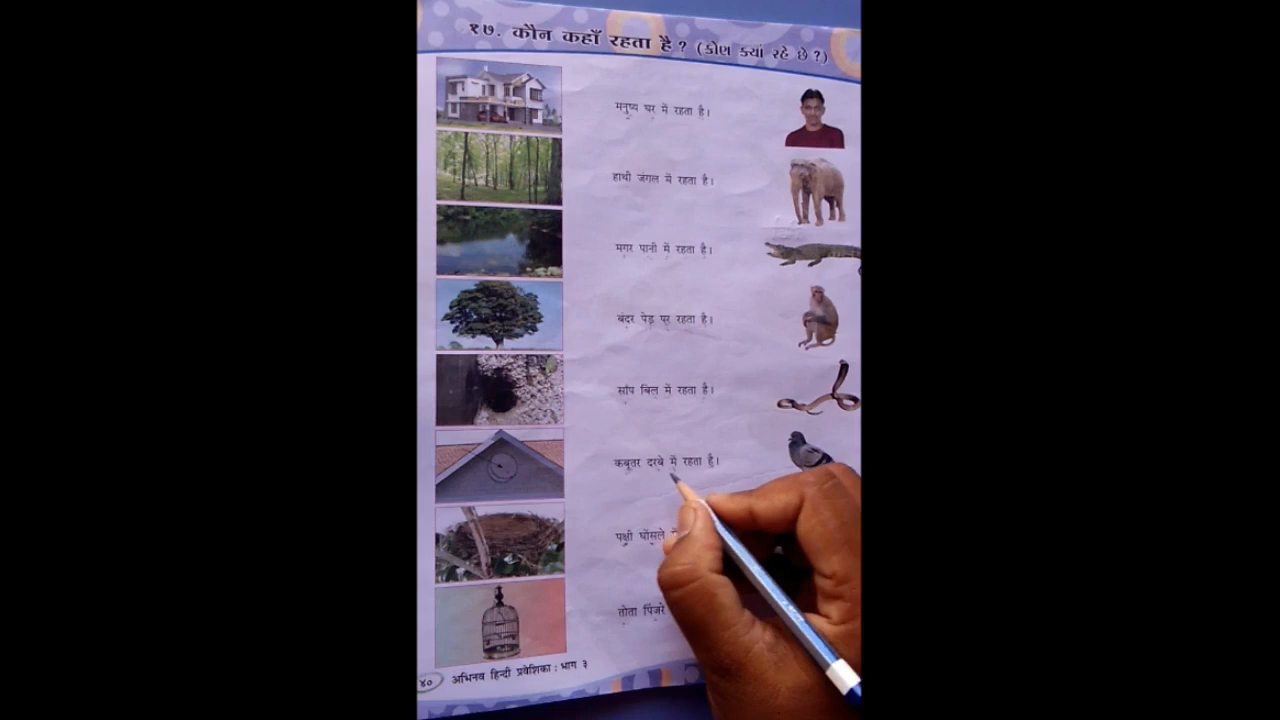 १७. कौन कहाँ रहता है? (કોણ ક્યાં રહે છે?)
मनुष्य घर में रहता है।
हाथी जंगल में रहता है।
मगर पानी में रहता है।
बंदर पेड़ पर रहता है।
साँप बिल में रहता है।
कबूतर दरबे में रहता है।
पक्षी घोंसले
तोता पिंजरे
४० अभिनव हिन्दी प्रवेशिका : भाग ३